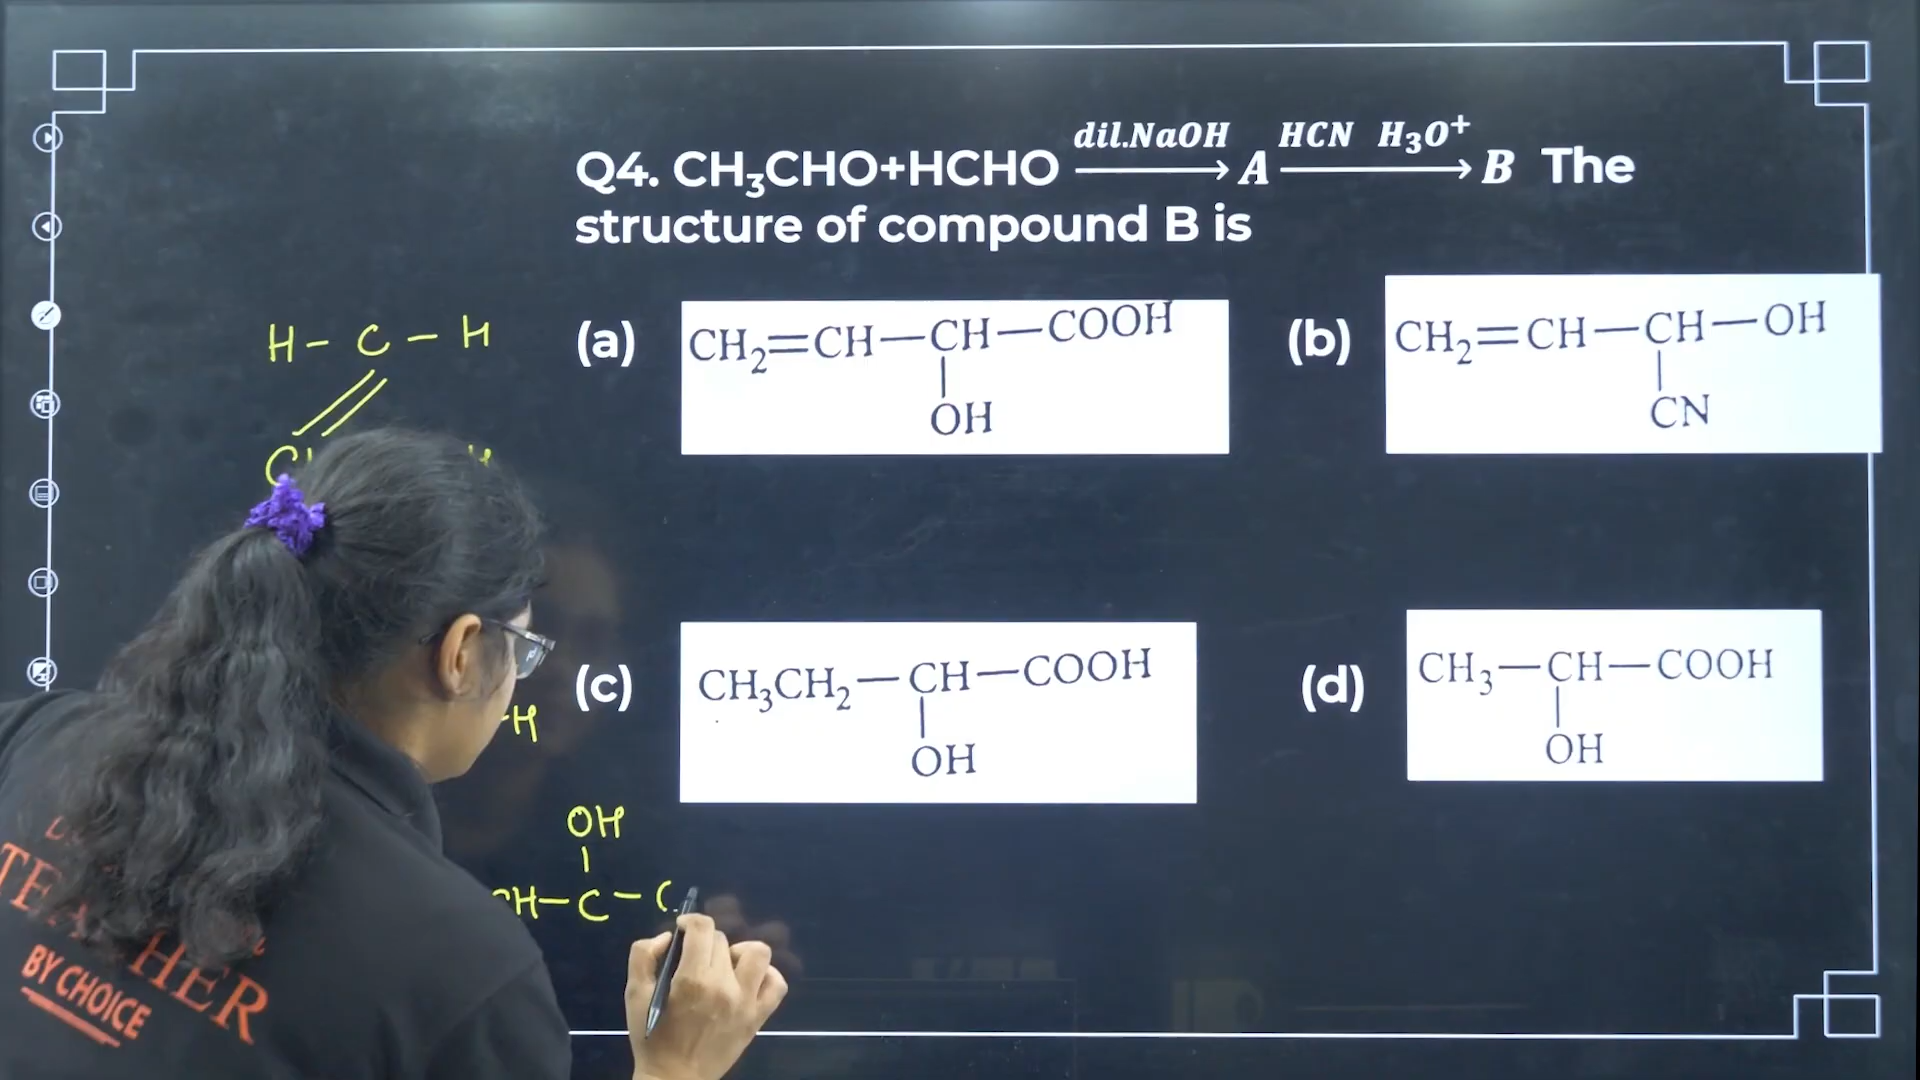 Q4. CH₃CHO+HCHO dil.NaOH → A HCN H₃O⁺ → B The
structure of compound B is
(a) CH₂=CH—CH—COOH
OH
(b) CH₂=CH—CH—OH
CN
(c) CH₃CH₂—CH—COOH
OH
(d) CH₃—CH—COOH
OH
H - C - H
H
-H
OH
H - C - C
TEACHER
BY CHOICE